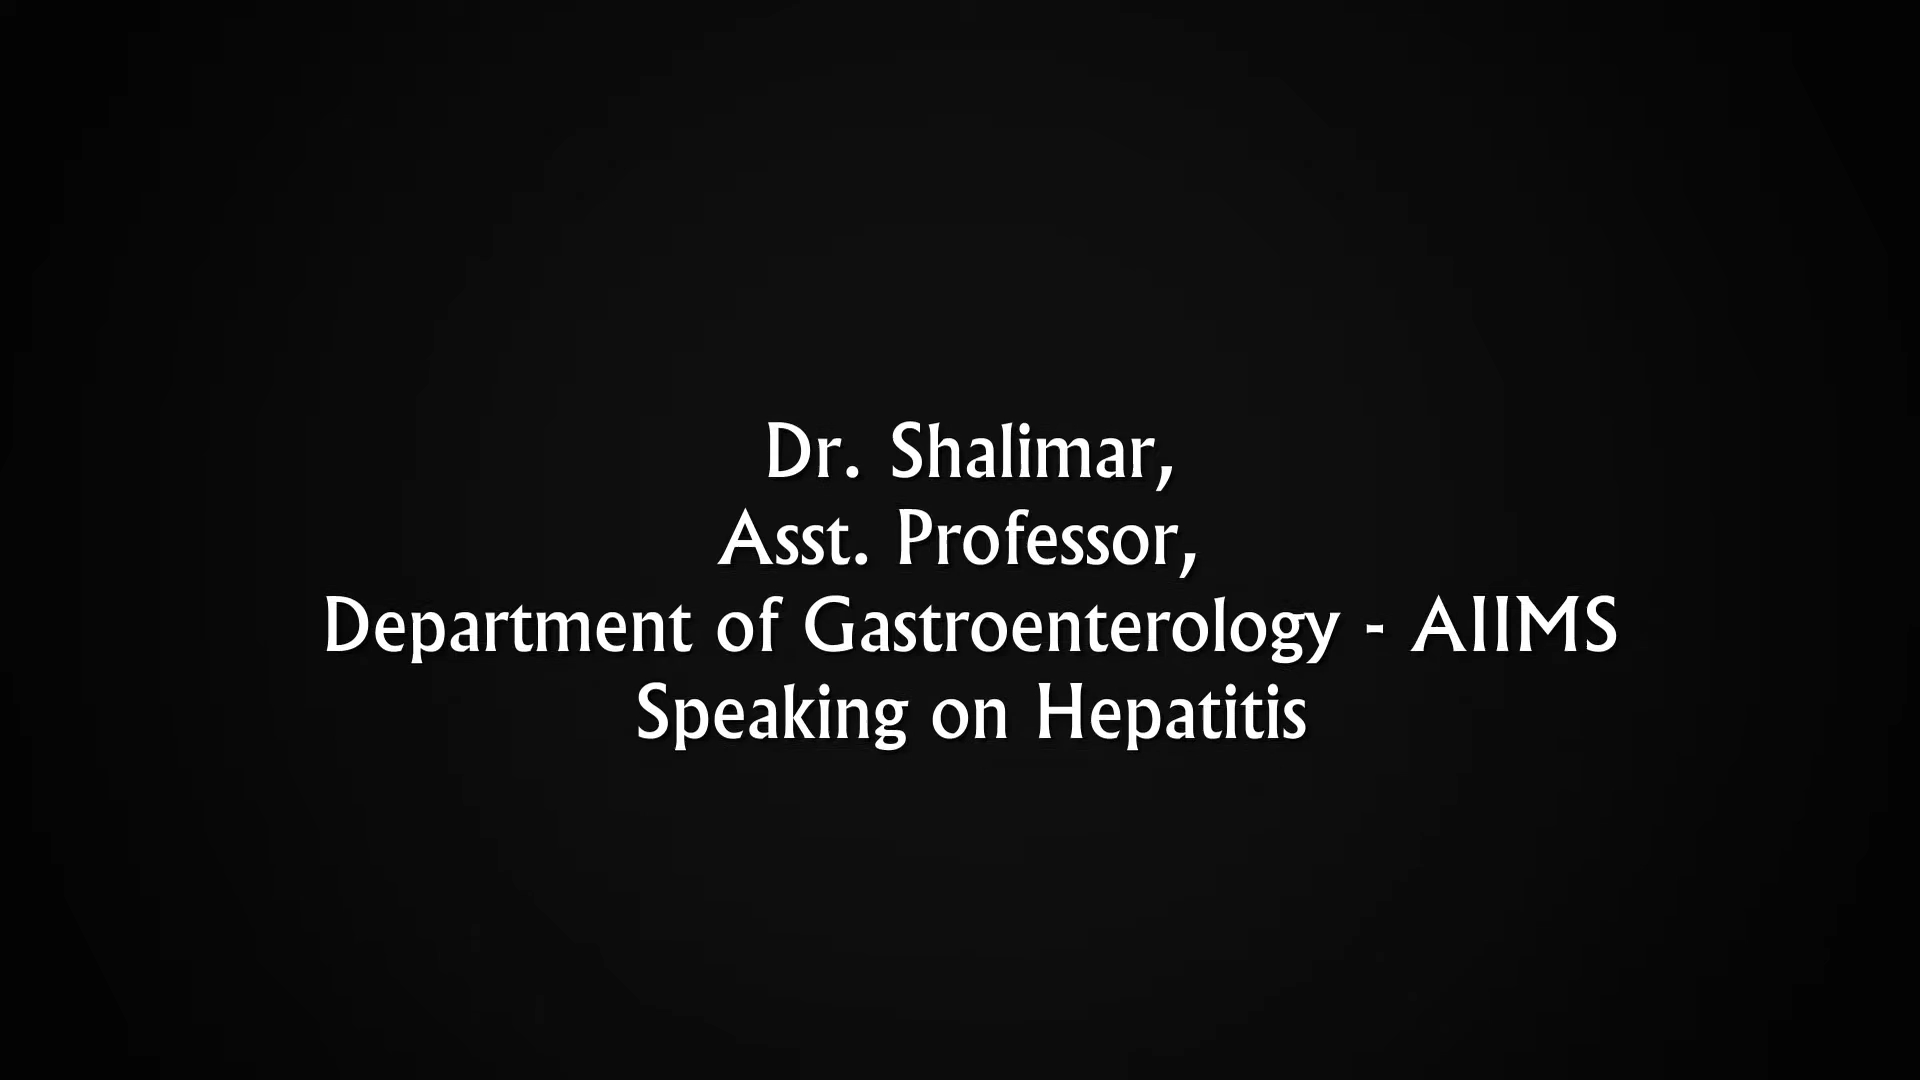 Dr. Shalimar,
Asst. Professor,
Department of Gastroenterology - AIIMS
Speaking on Hepatitis